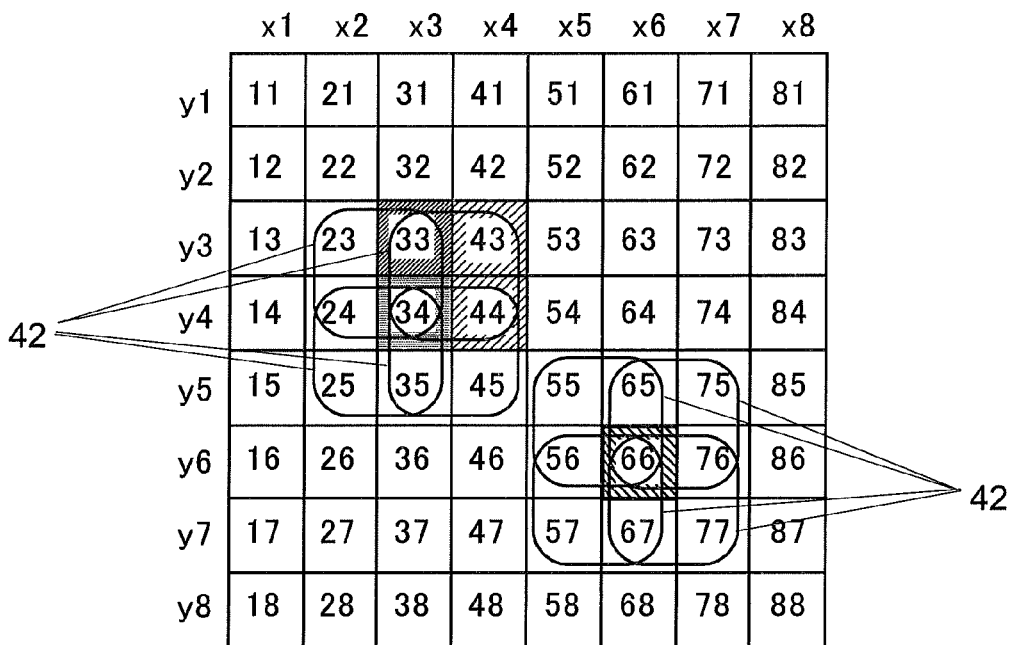 x1 x2 x3 x4 x5 x6 x7 x8
y1 11 21 31 41 51 61 71 81
y2 12 22 32 42 52 62 72 82
y3 13 23 33 43 53 63 73 83
y4 14 24 34 44 54 64 74 84
42
y5 15 25 35 45 55 65 75 85
y6 16 26 36 46 56 66 76 86
42
y7 17 27 37 47 57 67 77 87
y8 18 28 38 48 58 68 78 88